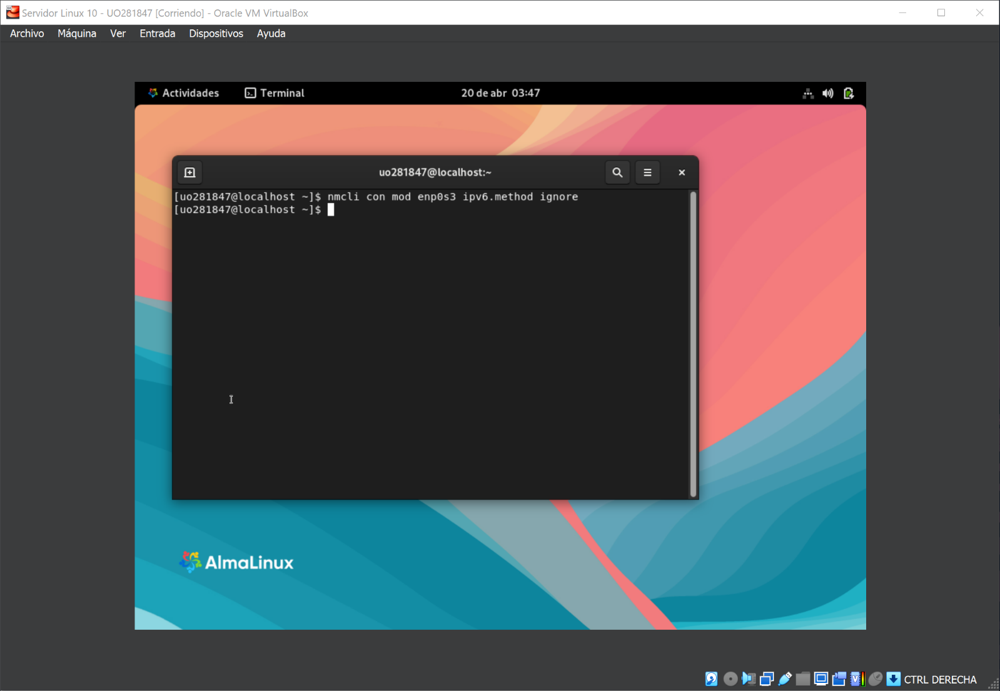 Servidor Linux 10 - UO281847 [Corriendo] - Oracle VM VirtualBox
Archivo Máquina Ver Entrada Dispositivos Ayuda
Actividades Terminal 20 de abr 03:47
uo281847@localhost:~
[uo281847@localhost ~]$ nmcli con mod enp0s3 ipv6.method ignore
[uo281847@localhost ~]$
AlmaLinux
CTRL DERECHA